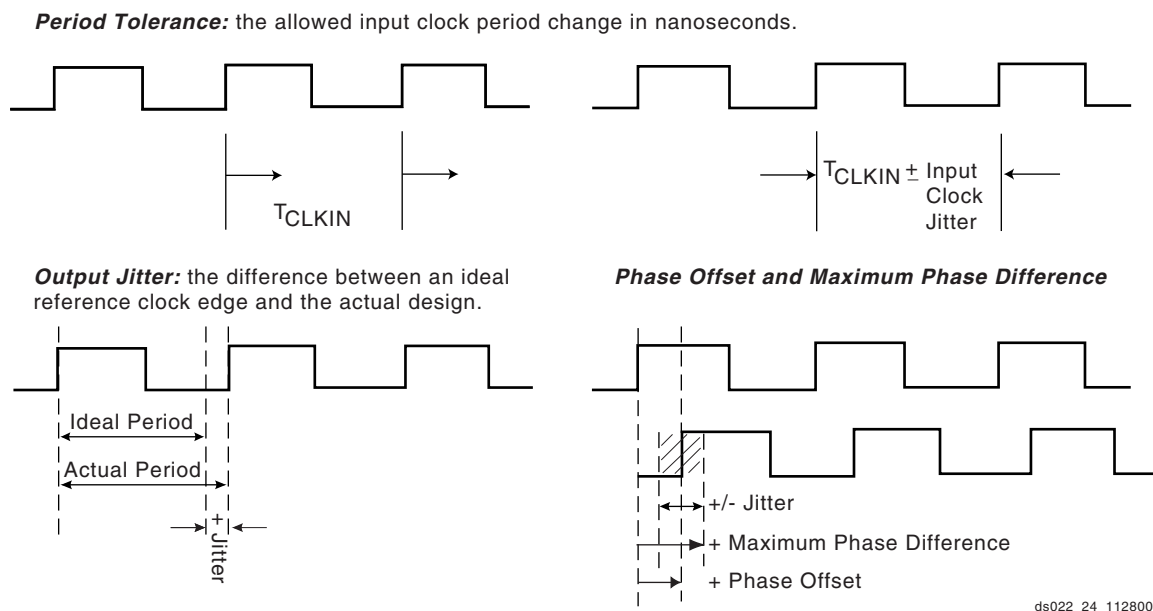 Period Tolerance: the allowed input clock period change in nanoseconds.
TCLKIN
TCLKIN ± Input
Clock
Jitter
Output Jitter: the difference between an ideal
reference clock edge and the actual design.
Ideal Period
Actual Period
+ Jitter
Phase Offset and Maximum Phase Difference
+/- Jitter
+ Maximum Phase Difference
+ Phase Offset
ds022_24_112800